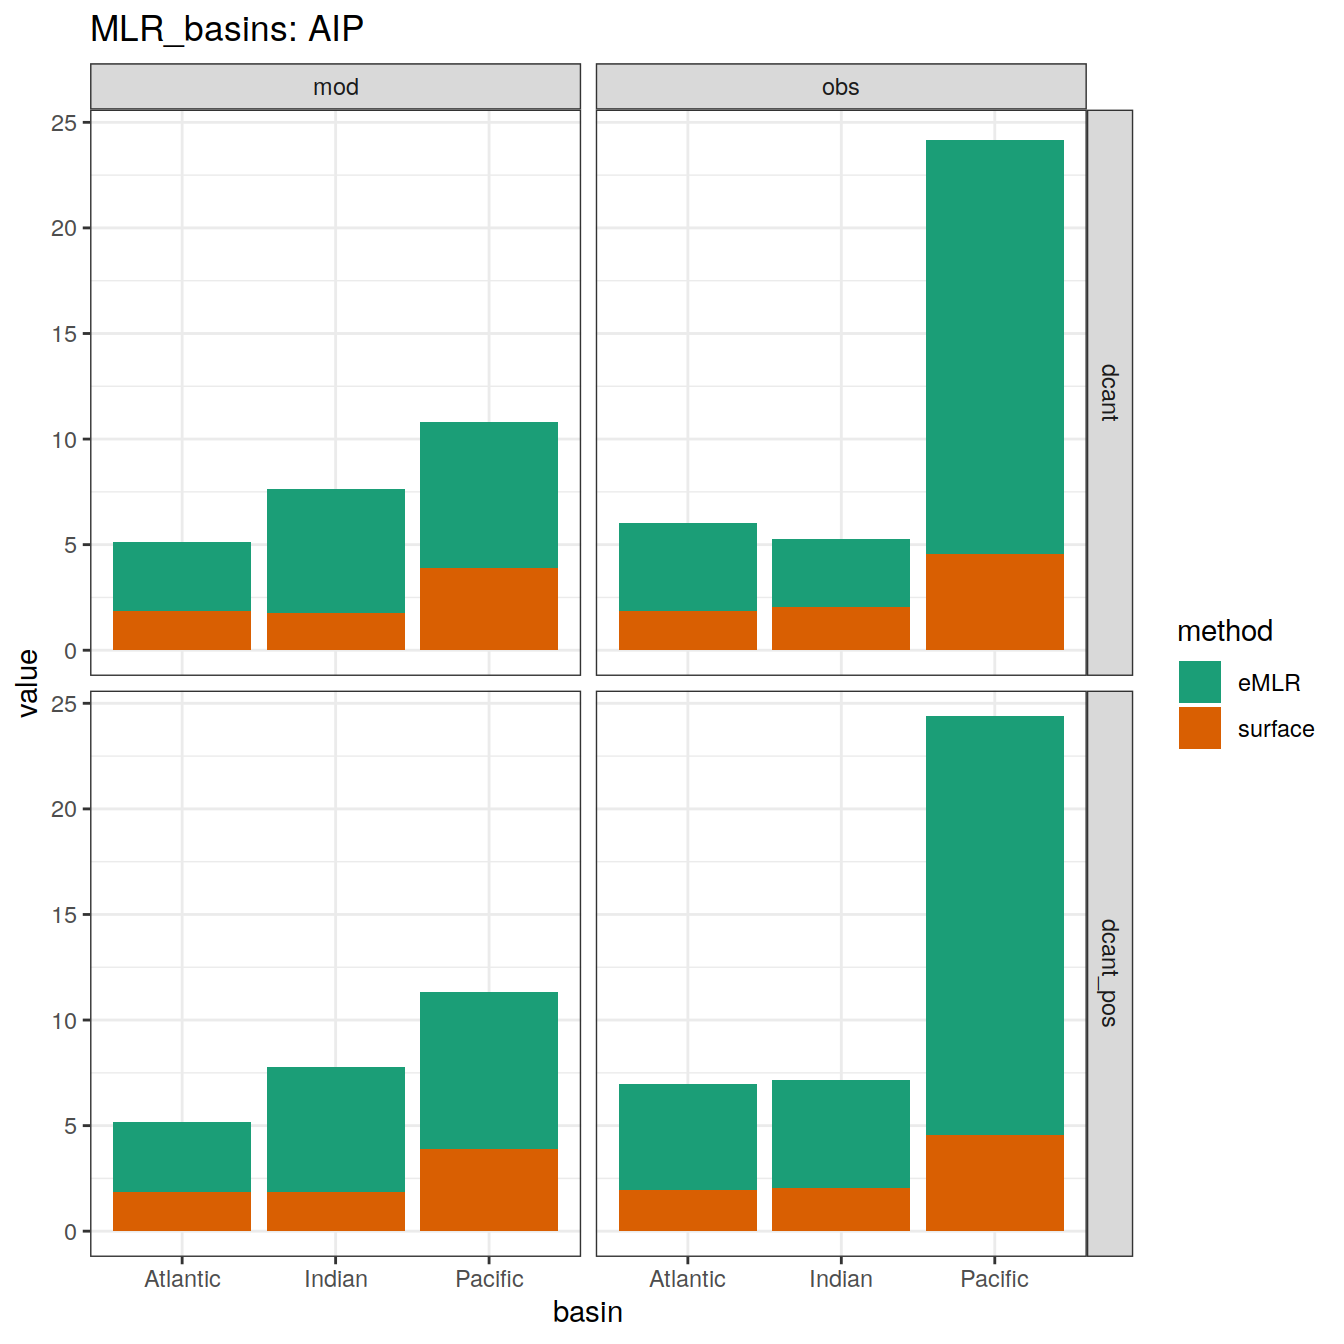 MLR_basins: AIP
mod
obs
25
20
15
10
5
0
dcant
25
20
15
10
5
0
dcant_pos
value
Atlantic
Indian
Pacific
Atlantic
Indian
Pacific
basin
method
eMLR
surface